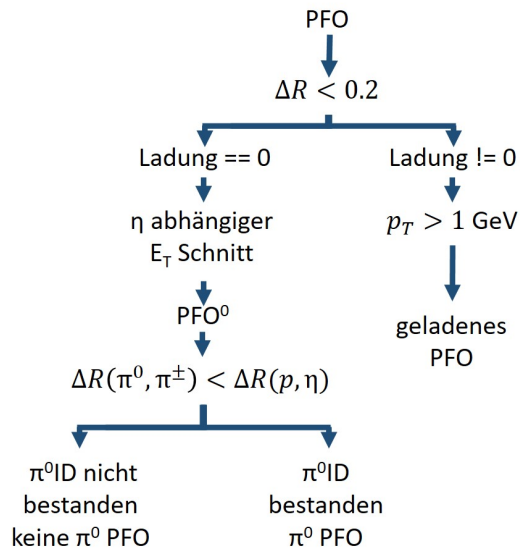 PFO
ΔR < 0.2
Ladung == 0
Ladung != 0
η abhängiger
E_T Schnitt
p_T > 1 GeV
PFO⁰
geladenes
PFO
ΔR(π⁰, π±) < ΔR(p, η)
π⁰ID nicht
bestanden
keine π⁰ PFO
π⁰ID
bestanden
π⁰ PFO